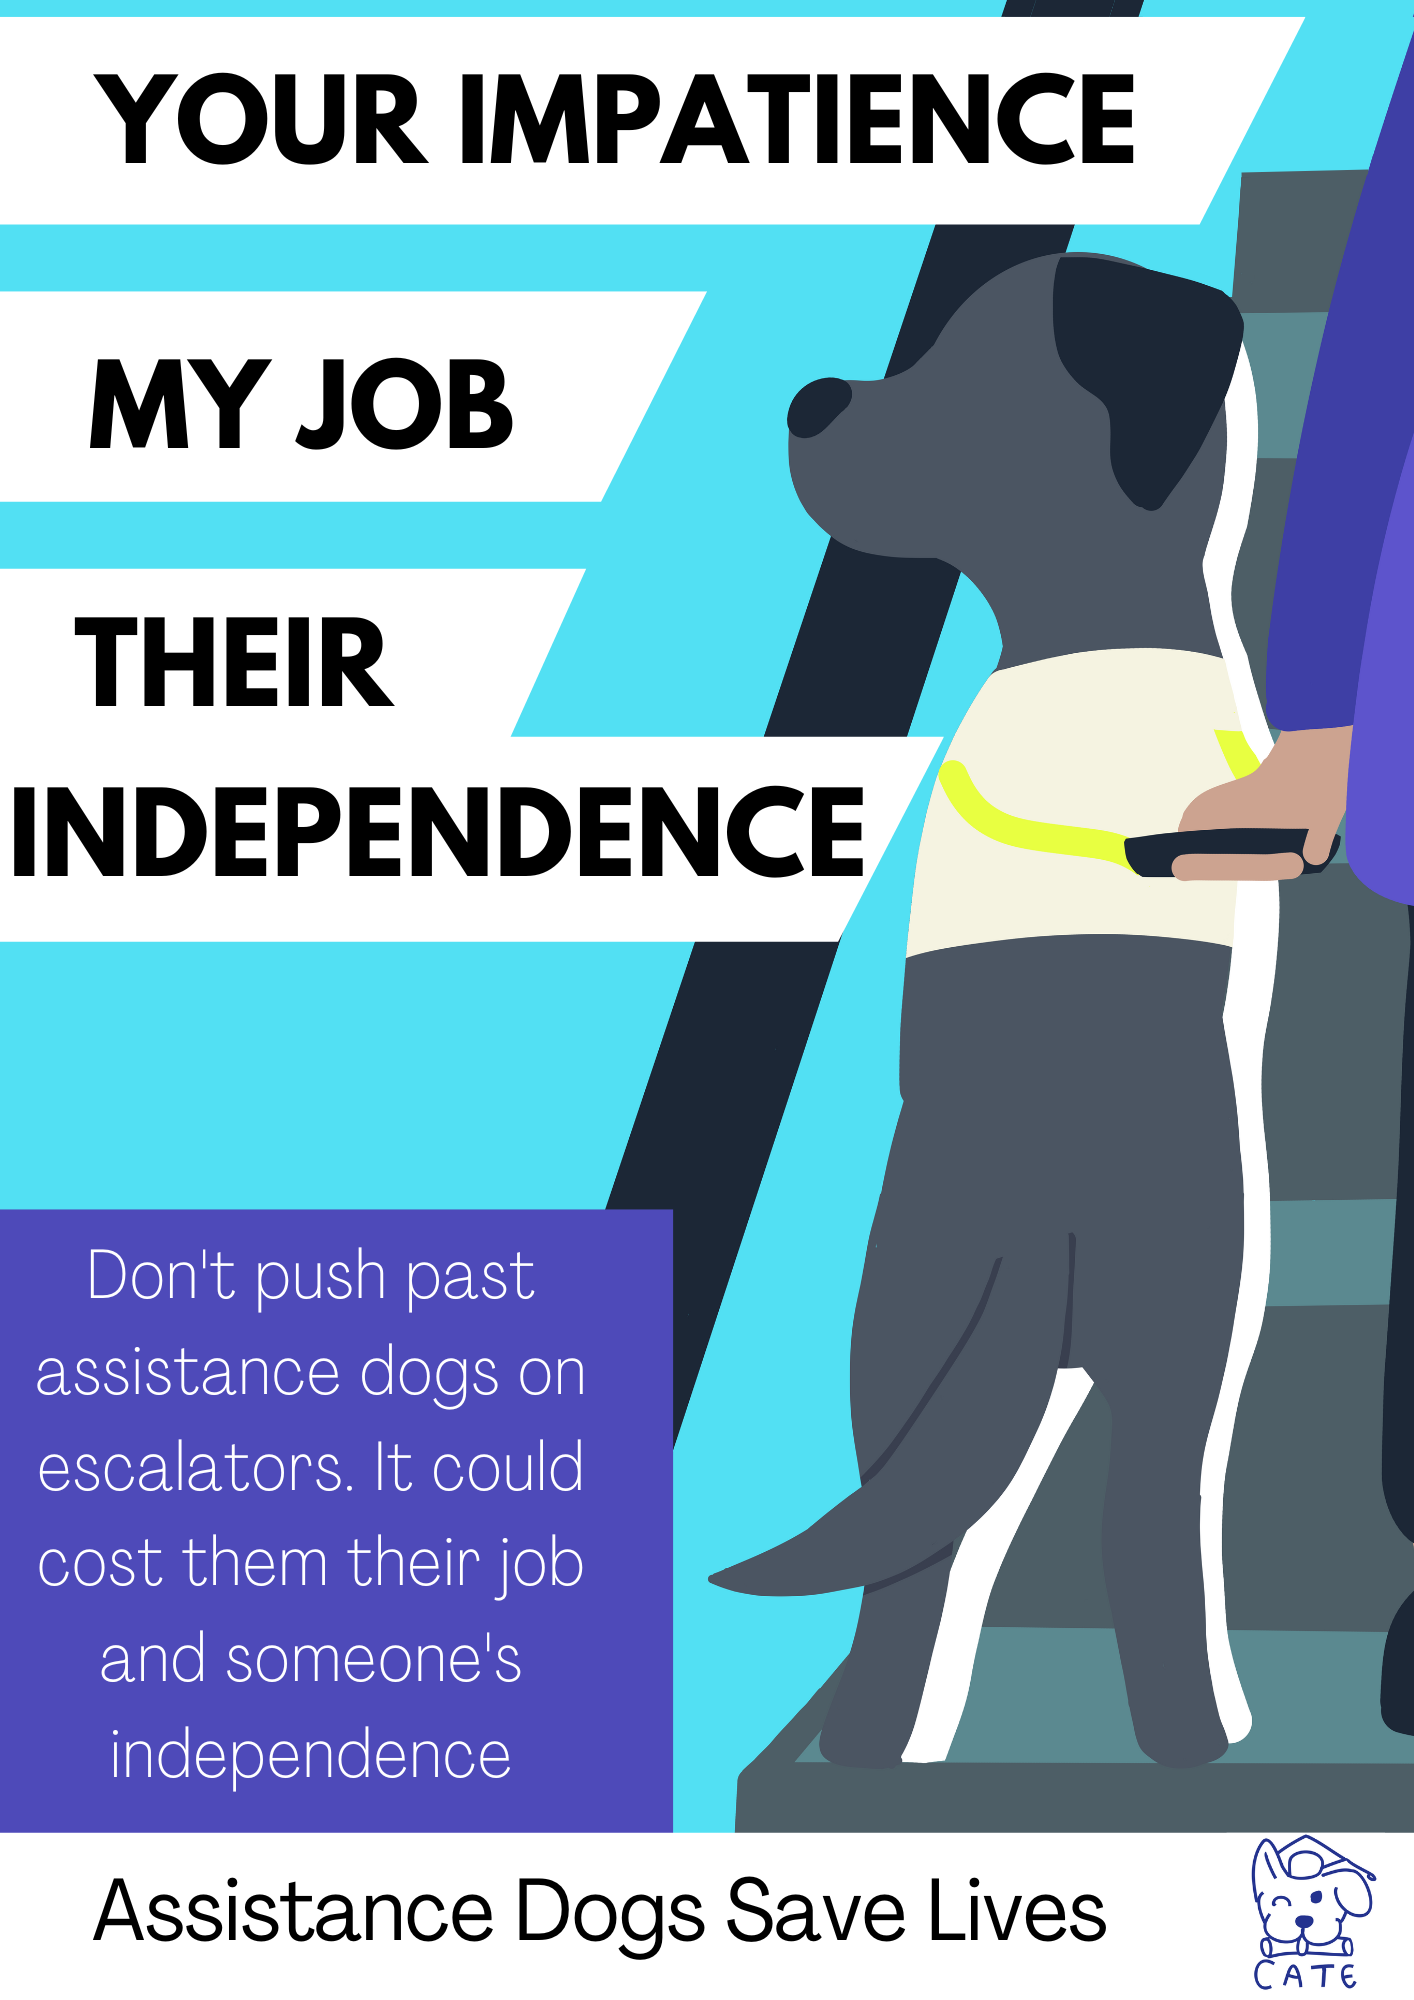 YOUR IMPATIENCE
MY JOB
THEIR
INDEPENDENCE
Don't push past
assistance dogs on
escalators. It could
cost them their job
and someone's
independence
Assistance Dogs Save Lives
CATE